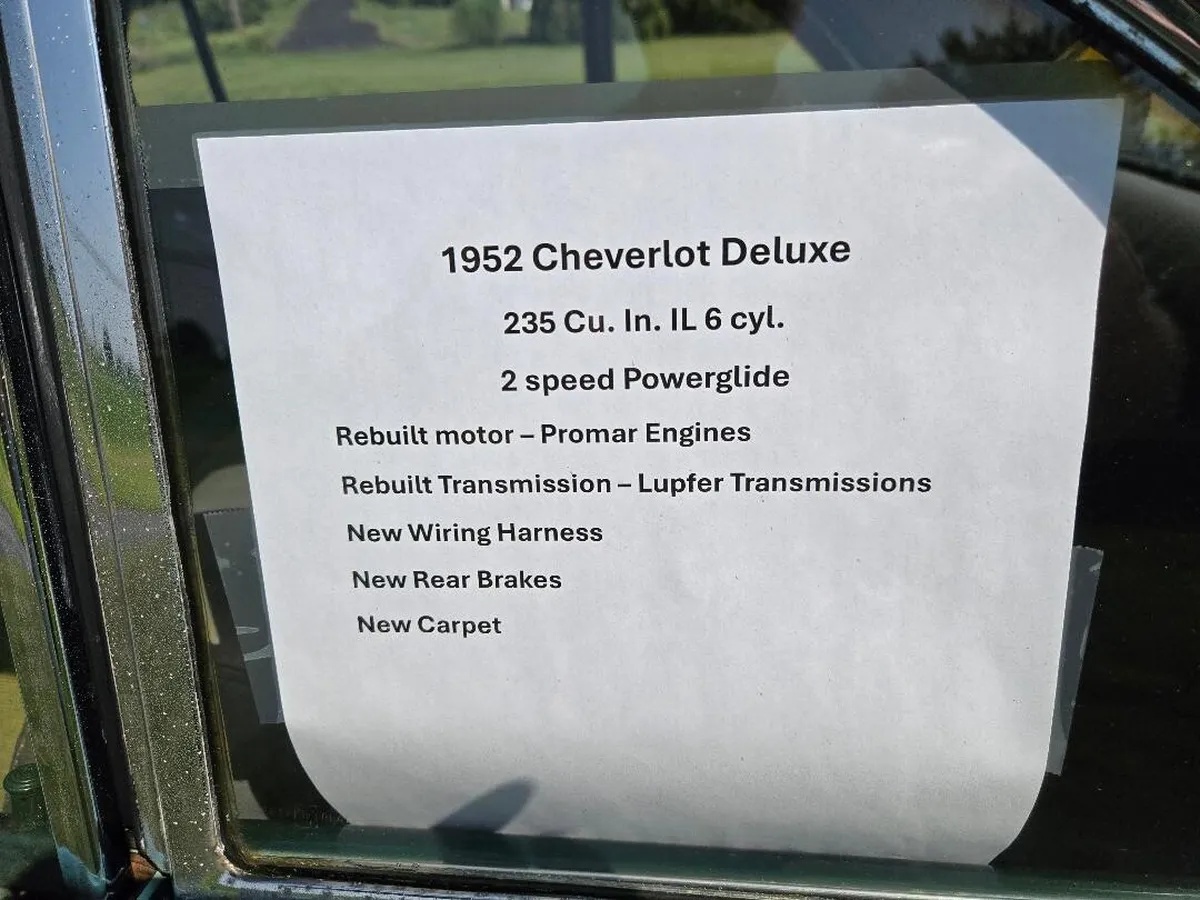 1952 Cheverlot Deluxe
235 Cu. In. IL 6 cyl.
2 speed Powerglide
Rebuilt motor – Promar Engines
Rebuilt Transmission – Lupfer Transmissions
New Wiring Harness
New Rear Brakes
New Carpet